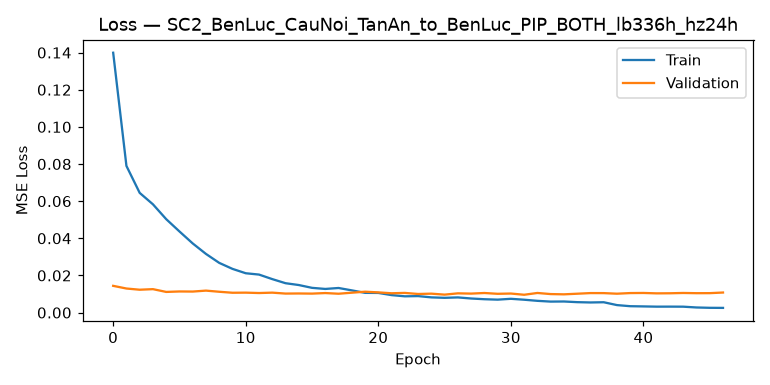 Loss — SC2_BenLuc_CauNoi_TanAn_to_BenLuc_PIP_BOTH_lb336h_hz24h
Train
Validation
MSE Loss
0.14
0.12
0.10
0.08
0.06
0.04
0.02
0.00
0 10 20 30 40
Epoch